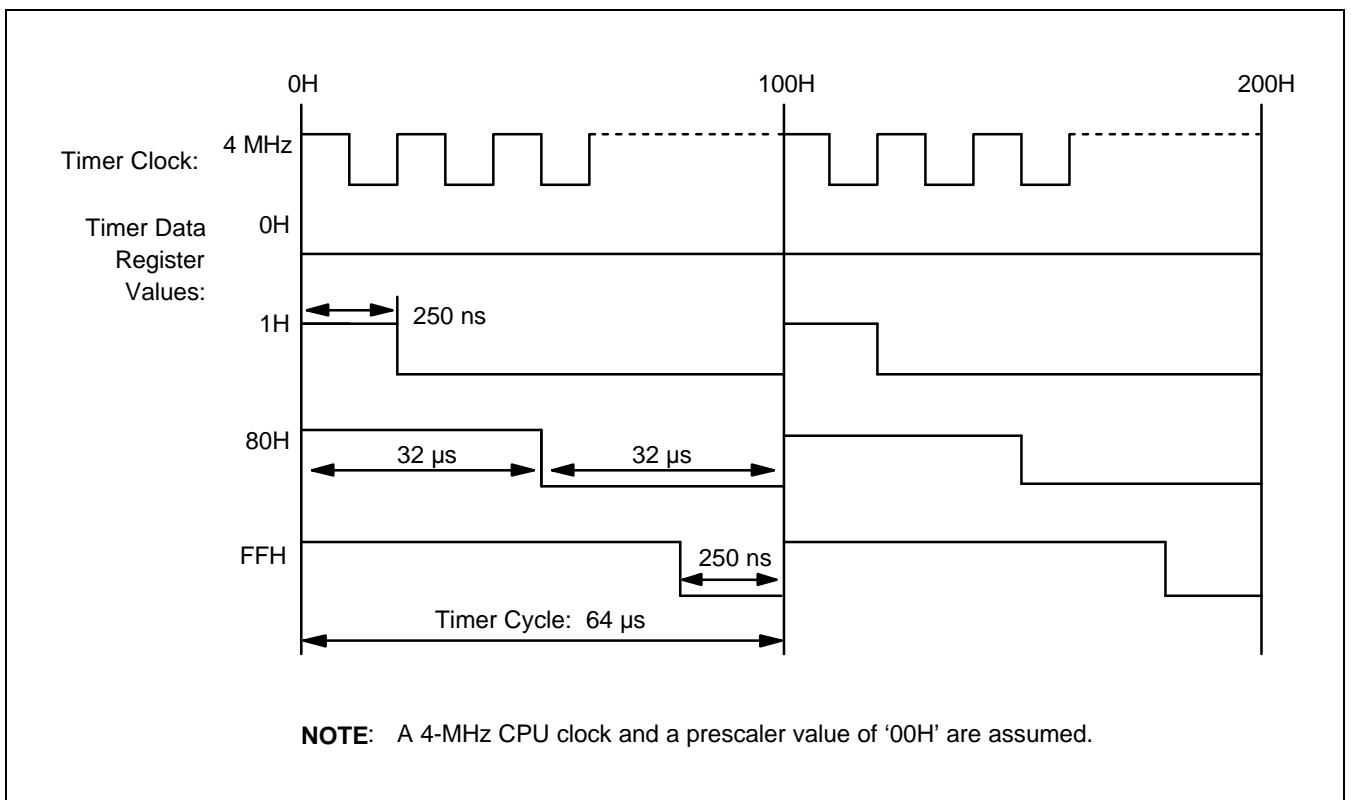 0H 100H 200H
Timer Clock: 4 MHz
Timer Data
Register
Values:
0H
1H 250 ns
80H 32 µs 32 µs
FFH 250 ns
Timer Cycle: 64 µs
NOTE: A 4-MHz CPU clock and a prescaler value of ‘00H’ are assumed.